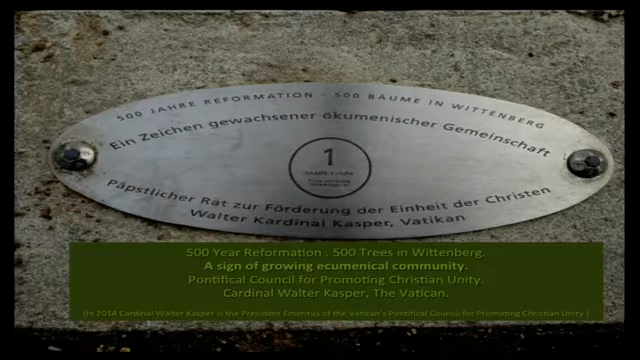 500 JAHRE REFORMATION – 500 BÄUME IN WITTENBERG
Ein Zeichen gewachsener ökumenischer Gemeinschaft
1
Päpstlicher Rat zur Förderung der Einheit der Christen
Walter Kardinal Kasper, Vatikan
500 Year Reformation . 500 Trees in Wittenberg.
A sign of growing ecumenical community.
Pontifical Council for Promoting Christian Unity.
Cardinal Walter Kasper, The Vatican.
[In 2014 Cardinal Walter Kasper is the President Emeritus of the Vatican's Pontifical Council for Promoting Christian Unity ]